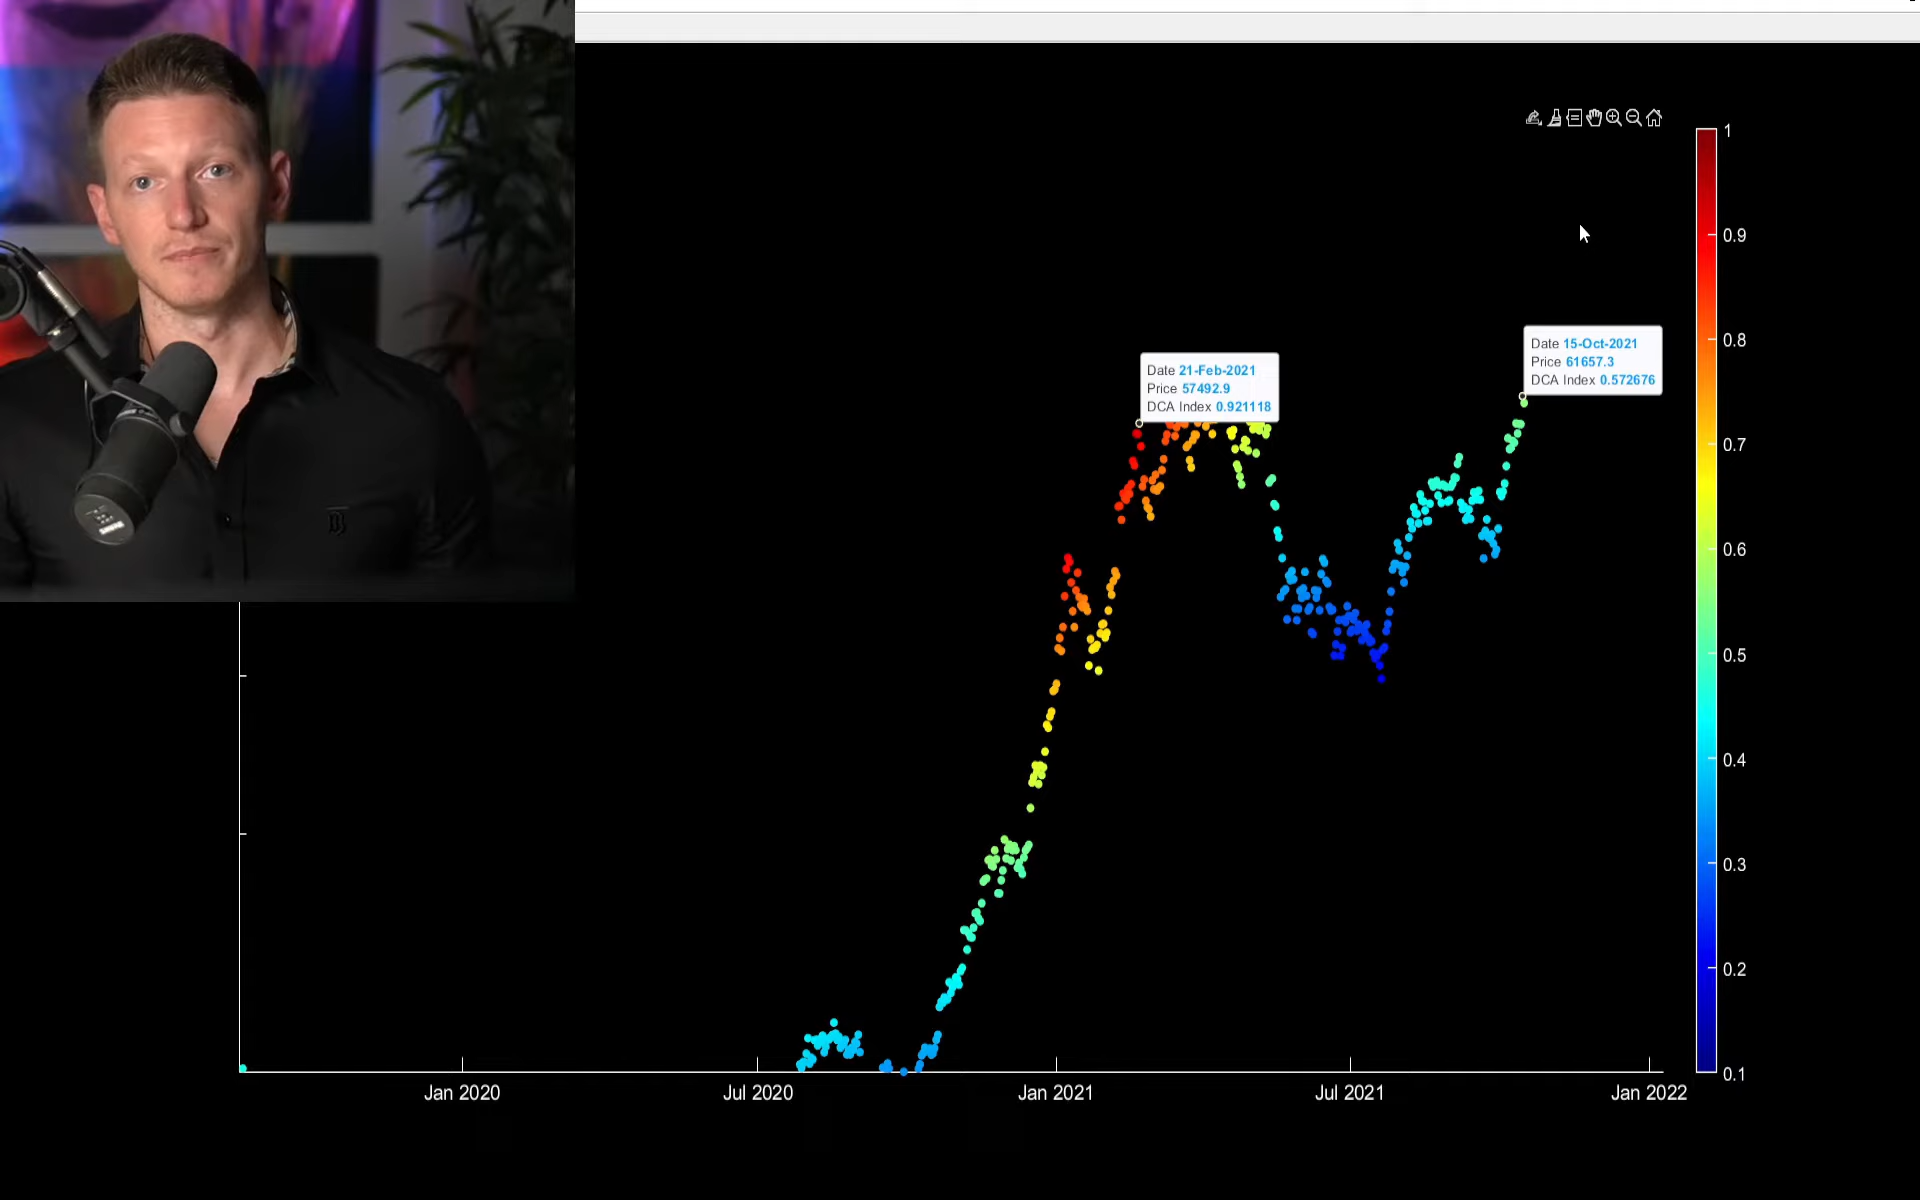 Date 21-Feb-2021
Price 57492.9
DCA Index 0.921118
Date 15-Oct-2021
Price 61657.3
DCA Index 0.572676
1
0.9
0.8
0.7
0.6
0.5
0.4
0.3
0.2
0.1
Jan 2020
Jul 2020
Jan 2021
Jul 2021
Jan 2022